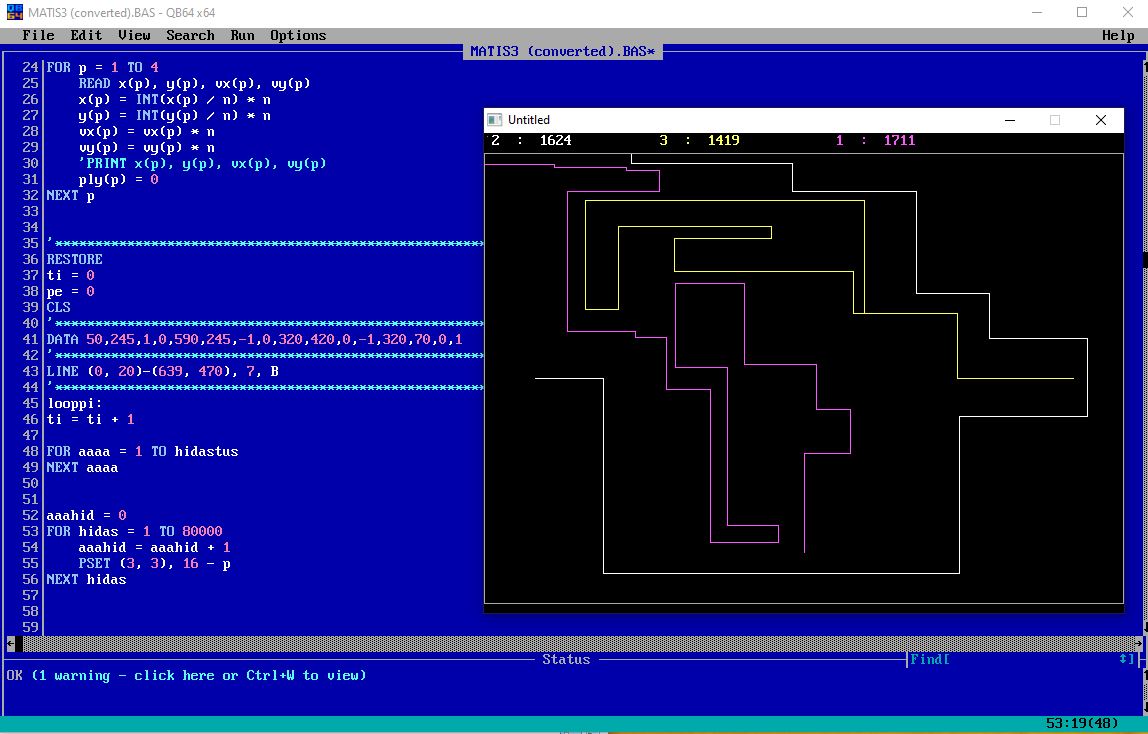 MATIS3 (converted).BAS - QB64 x64
File Edit View Search Run Options Help
MATIS3 (converted).BAS*
24 FOR p = 1 TO 4
25 READ x(p), y(p), vx(p), vy(p)
26 x(p) = INT(x(p) / n) * n
27 y(p) = INT(y(p) / n) * n
28 vx(p) = vx(p) * n
29 vy(p) = vy(p) * n
30 'PRINT x(p), y(p), vx(p), vy(p)
31 ply(p) = 0
32 NEXT p
33
34
35 '******************************************************
36 RESTORE
37 ti = 0
38 pe = 0
39 CLS
40 '******************************************************
41 DATA 50,245,1,0,590,245,-1,0,320,420,0,-1,320,70,0,1
42 '******************************************************
43 LINE (0, 20)-(639, 470), 7, B
44 '******************************************************
45 looppi:
46 ti = ti + 1
47
48 FOR aaaa = 1 TO hidastus
49 NEXT aaaa
50
51
52 aaahid = 0
53 FOR hidas = 1 TO 80000
54 aaahid = aaahid + 1
55 PSET (3, 3), 16 - p
56 NEXT hidas
57
58
59
Untitled
2 : 1624 3 : 1419 1 : 1711
Status
Find[
OK (1 warning - click here or Ctrl+W to view)
53:19(48)